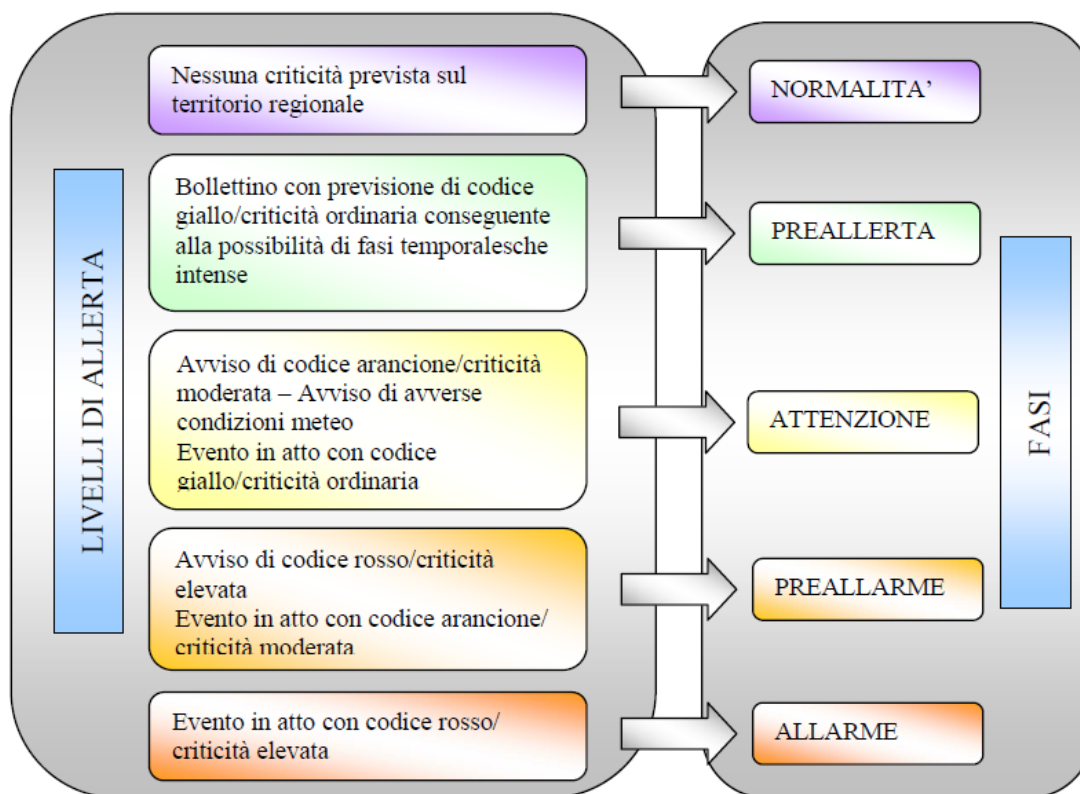 LIVELLI DI ALLERTA
Nessuna criticità prevista sul
territorio regionale
NORMALITA’
Bollettino con previsione di codice
giallo/criticità ordinaria conseguente
alla possibilità di fasi temporalesche
intense
PREALLERTA
Avviso di codice arancione/criticità
moderata – Avviso di avverse
condizioni meteo
Evento in atto con codice
giallo/criticità ordinaria
ATTENZIONE
Avviso di codice rosso/criticità
elevata
Evento in atto con codice arancione/
criticità moderata
PREALLARME
Evento in atto con codice rosso/
criticità elevata
ALLARME
FASI